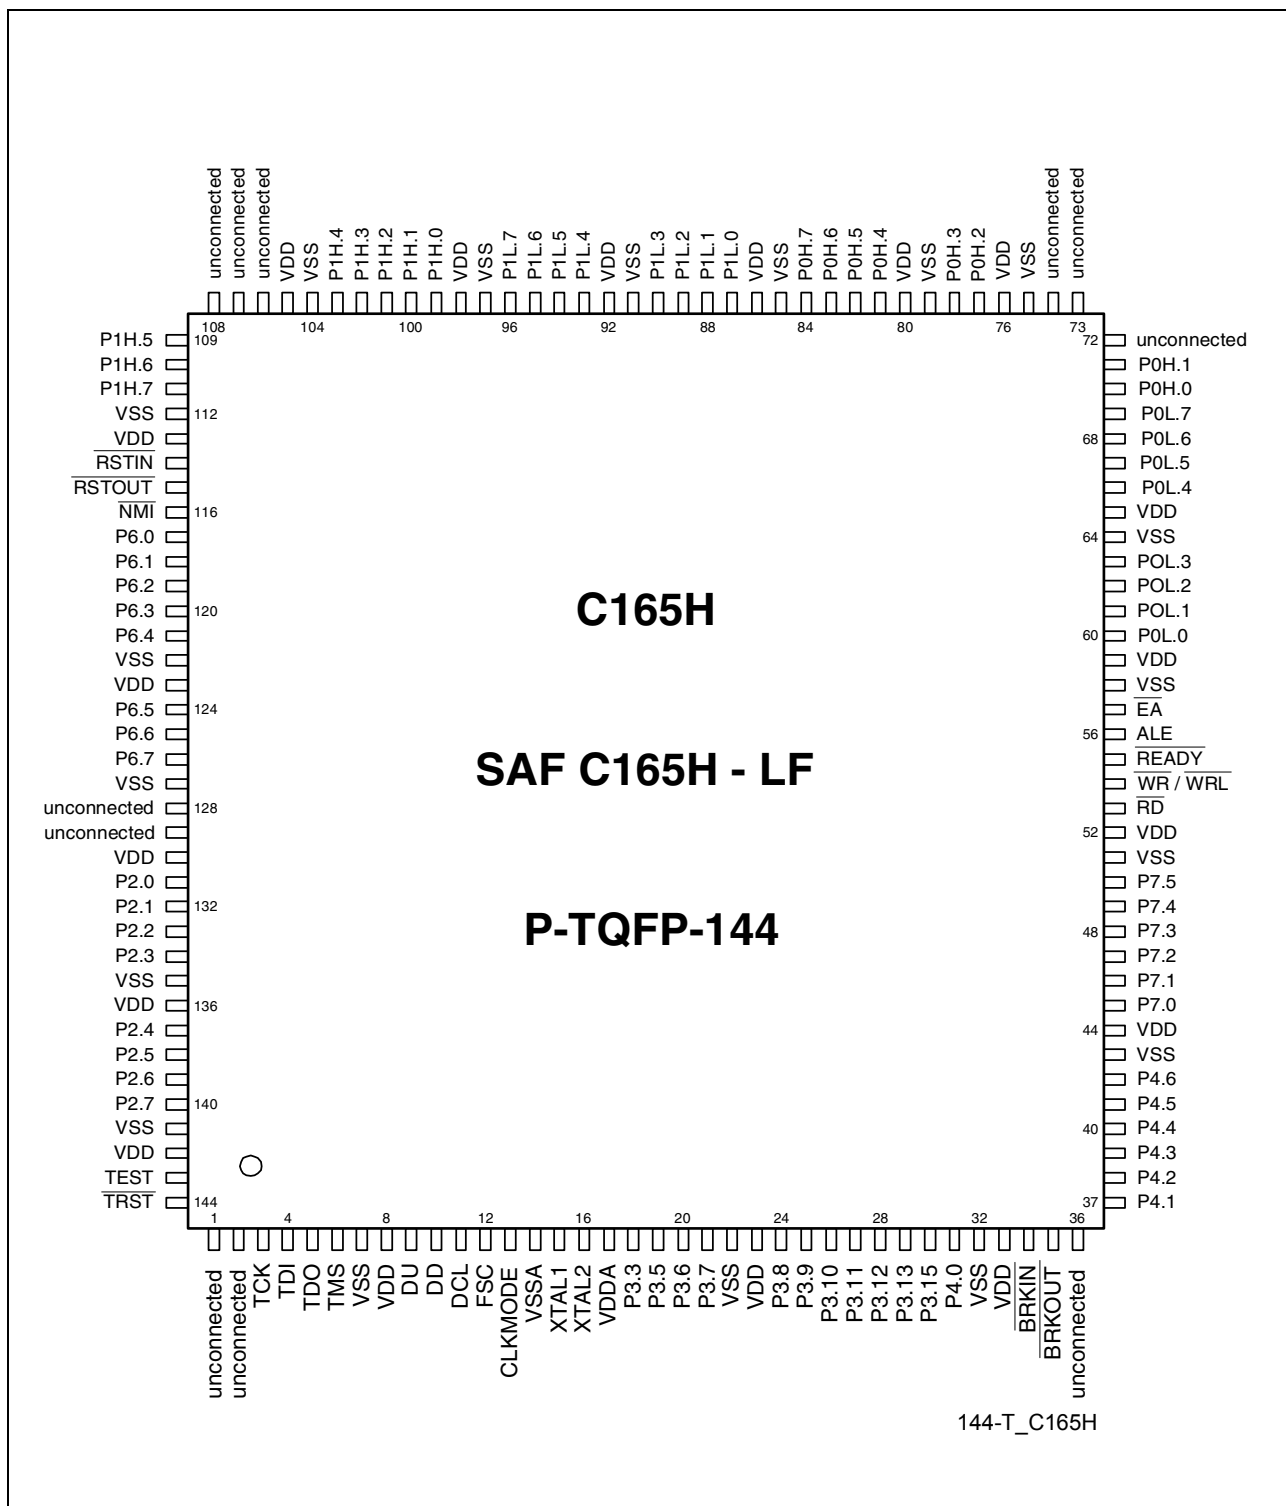 unconnected
unconnected
unconnected
VDD
VSS
P1H.4
P1H.3
P1H.2
P1H.1
P1H.0
VDD
VSS
P1L.7
P1L.6
P1L.5
P1L.4
VDD
VSS
P1L.3
P1L.2
P1L.1
P1L.0
VDD
VSS
P0H.7
P0H.6
P0H.5
P0H.4
VDD
VSS
P0H.3
P0H.2
VDD
VSS
unconnected
unconnected
108 104 100 96 92 88 84 80 76 73
P1H.5 109 72 unconnected
P1H.6 P0H.1
P1H.7 P0H.0
VSS 112 P0L.7
VDD 68 P0L.6
RSTIN P0L.5
RSTOUT P0L.4
NMI 116 VDD
P6.0 64 VSS
P6.1 POL.3
P6.2 POL.2
P6.3 120 POL.1
P6.4 60 P0L.0
VSS VDD
VDD VSS
P6.5 124 EA
P6.6 56 ALE
P6.7 READY
VSS WR / WRL
unconnected 128 RD
unconnected 52 VDD
VDD VSS
P2.0 P7.5
P2.1 132 P7.4
P2.2 48 P7.3
P2.3 P7.2
VSS P7.1
VDD 136 P7.0
P2.4 44 VDD
P2.5 VSS
P2.6 P4.6
P2.7 140 P4.5
VSS 40 P4.4
VDD P4.3
TEST P4.2
TRST 144 37 P4.1
C165H
SAF C165H - LF
P-TQFP-144
1 4 8 12 16 20 24 28 32 36
unconnected
unconnected
TCK
TDI
TDO
TMS
VSS
VDD
DU
DD
DCL
FSC
CLKMODE
VSSA
XTAL1
XTAL2
VDDA
P3.3
P3.5
P3.6
P3.7
VSS
VDD
P3.8
P3.9
P3.10
P3.11
P3.12
P3.13
P3.15
P4.0
VSS
VDD
BRKIN
BRKOUT
unconnected
144-T_C165H